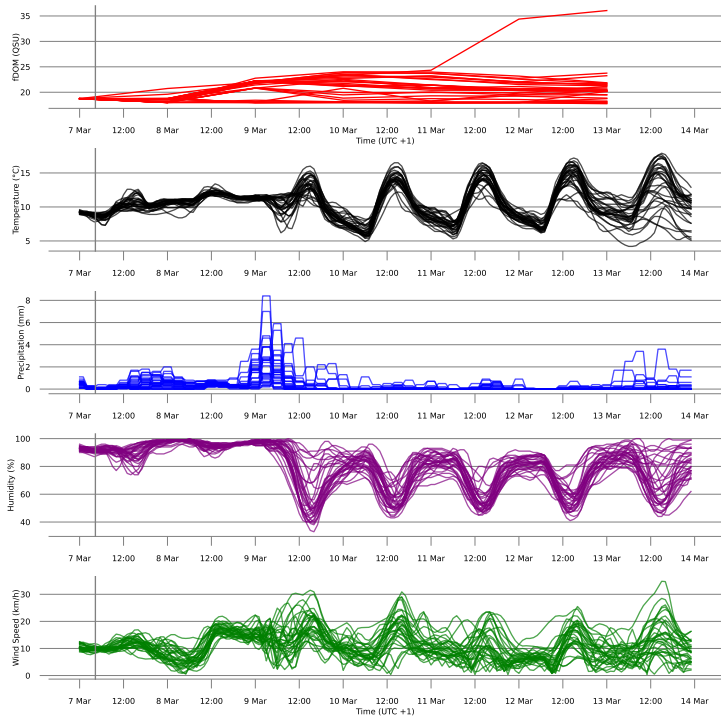 35
30
25
20
fDOM (QSU)
7 Mar 12:00 8 Mar 12:00 9 Mar 12:00 10 Mar 12:00 11 Mar 12:00 12 Mar 12:00 13 Mar 12:00 14 Mar
Time (UTC +1)
15
10
5
Temperature (°C)
7 Mar 12:00 8 Mar 12:00 9 Mar 12:00 10 Mar 12:00 11 Mar 12:00 12 Mar 12:00 13 Mar 12:00 14 Mar
8
6
4
2
0
Precipitation (mm)
7 Mar 12:00 8 Mar 12:00 9 Mar 12:00 10 Mar 12:00 11 Mar 12:00 12 Mar 12:00 13 Mar 12:00 14 Mar
100
80
60
40
Humidity (%)
7 Mar 12:00 8 Mar 12:00 9 Mar 12:00 10 Mar 12:00 11 Mar 12:00 12 Mar 12:00 13 Mar 12:00 14 Mar
30
20
10
0
Wind Speed (km/h)
7 Mar 12:00 8 Mar 12:00 9 Mar 12:00 10 Mar 12:00 11 Mar 12:00 12 Mar 12:00 13 Mar 12:00 14 Mar
Time (UTC +1)